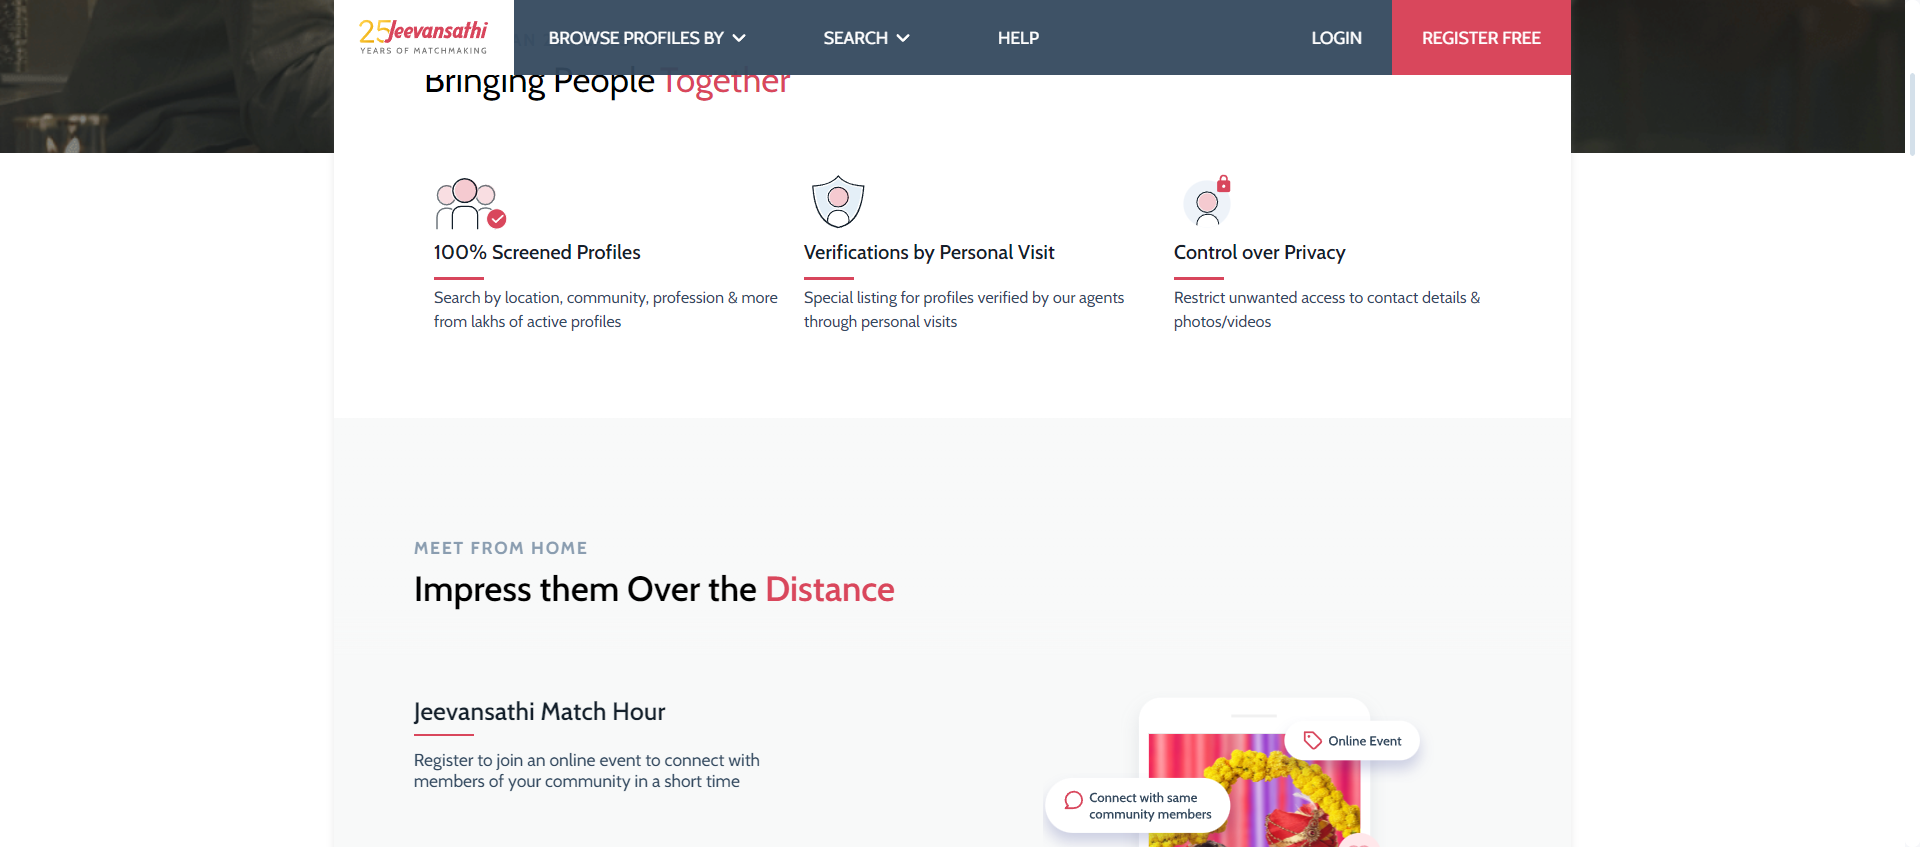 25 Jeevansathi
YEARS OF MATCHMAKING
BROWSE PROFILES BY
SEARCH
HELP
LOGIN
REGISTER FREE
Bringing People Together
100% Screened Profiles
Search by location, community, profession & more
from lakhs of active profiles
Verifications by Personal Visit
Special listing for profiles verified by our agents
through personal visits
Control over Privacy
Restrict unwanted access to contact details &
photos/videos
MEET FROM HOME
Impress them Over the Distance
Jeevansathi Match Hour
Register to join an online event to connect with
members of your community in a short time
Online Event
Connect with same
community members